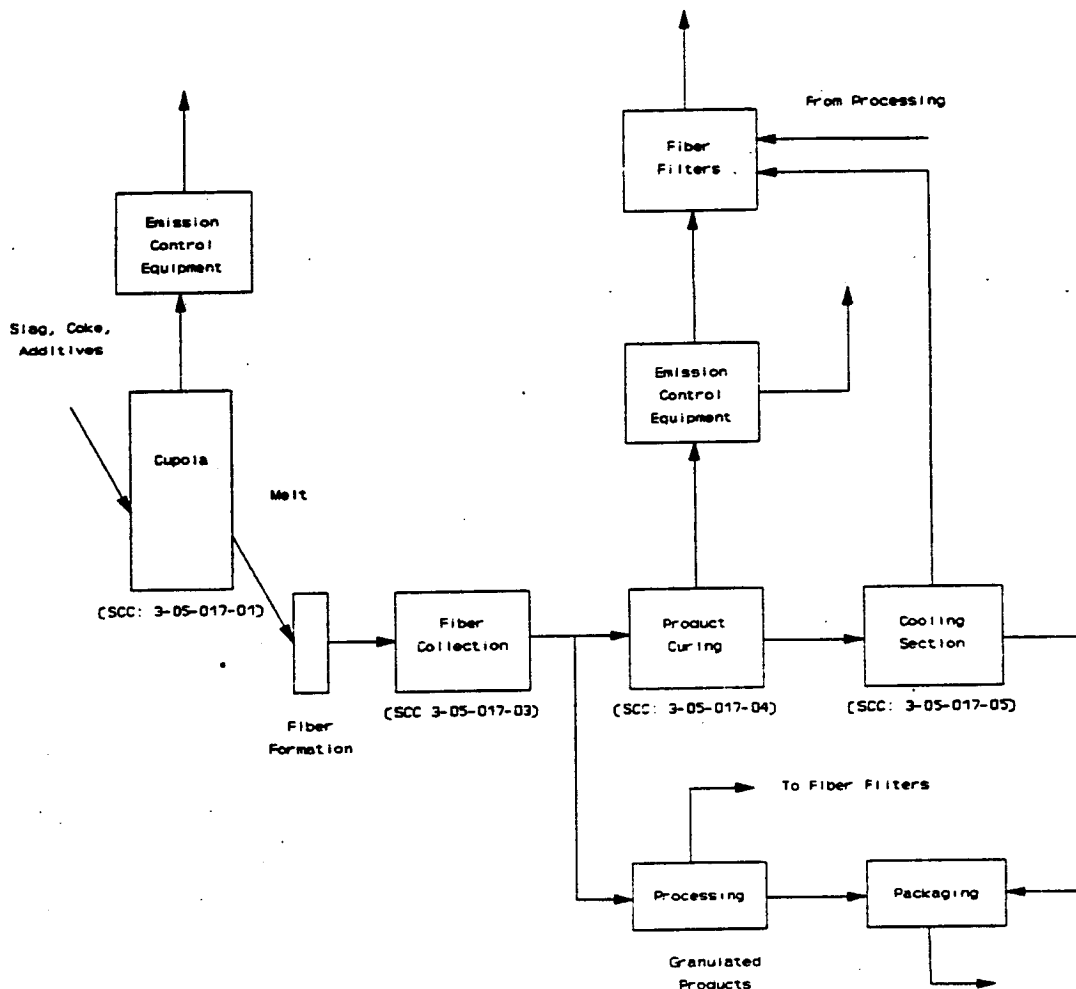 From Processing
Fiber
Filters
Emission
Control
Equipment
Slag, Coke,
Additives
Emission
Control
Equipment
Cupola
Melt
(SCC: 3-05-017-01)
Fiber
Collection
Product
Curing
Cooling
Section
(SCC 3-05-017-03)
(SCC: 3-05-017-04)
(SCC: 3-05-017-05)
Fiber
Formation
To Fiber Filters
Processing
Packaging
Granulated
Products